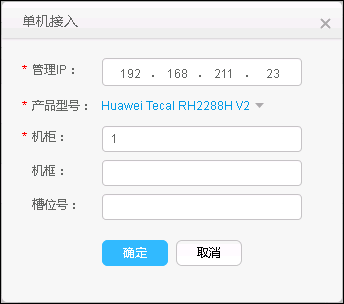 单机接入
* 管理IP： 192 . 168 . 211 . 23
* 产品型号： Huawei Tecal RH2288H V2
* 机柜： 1
机框：
槽位号：
确定 取消